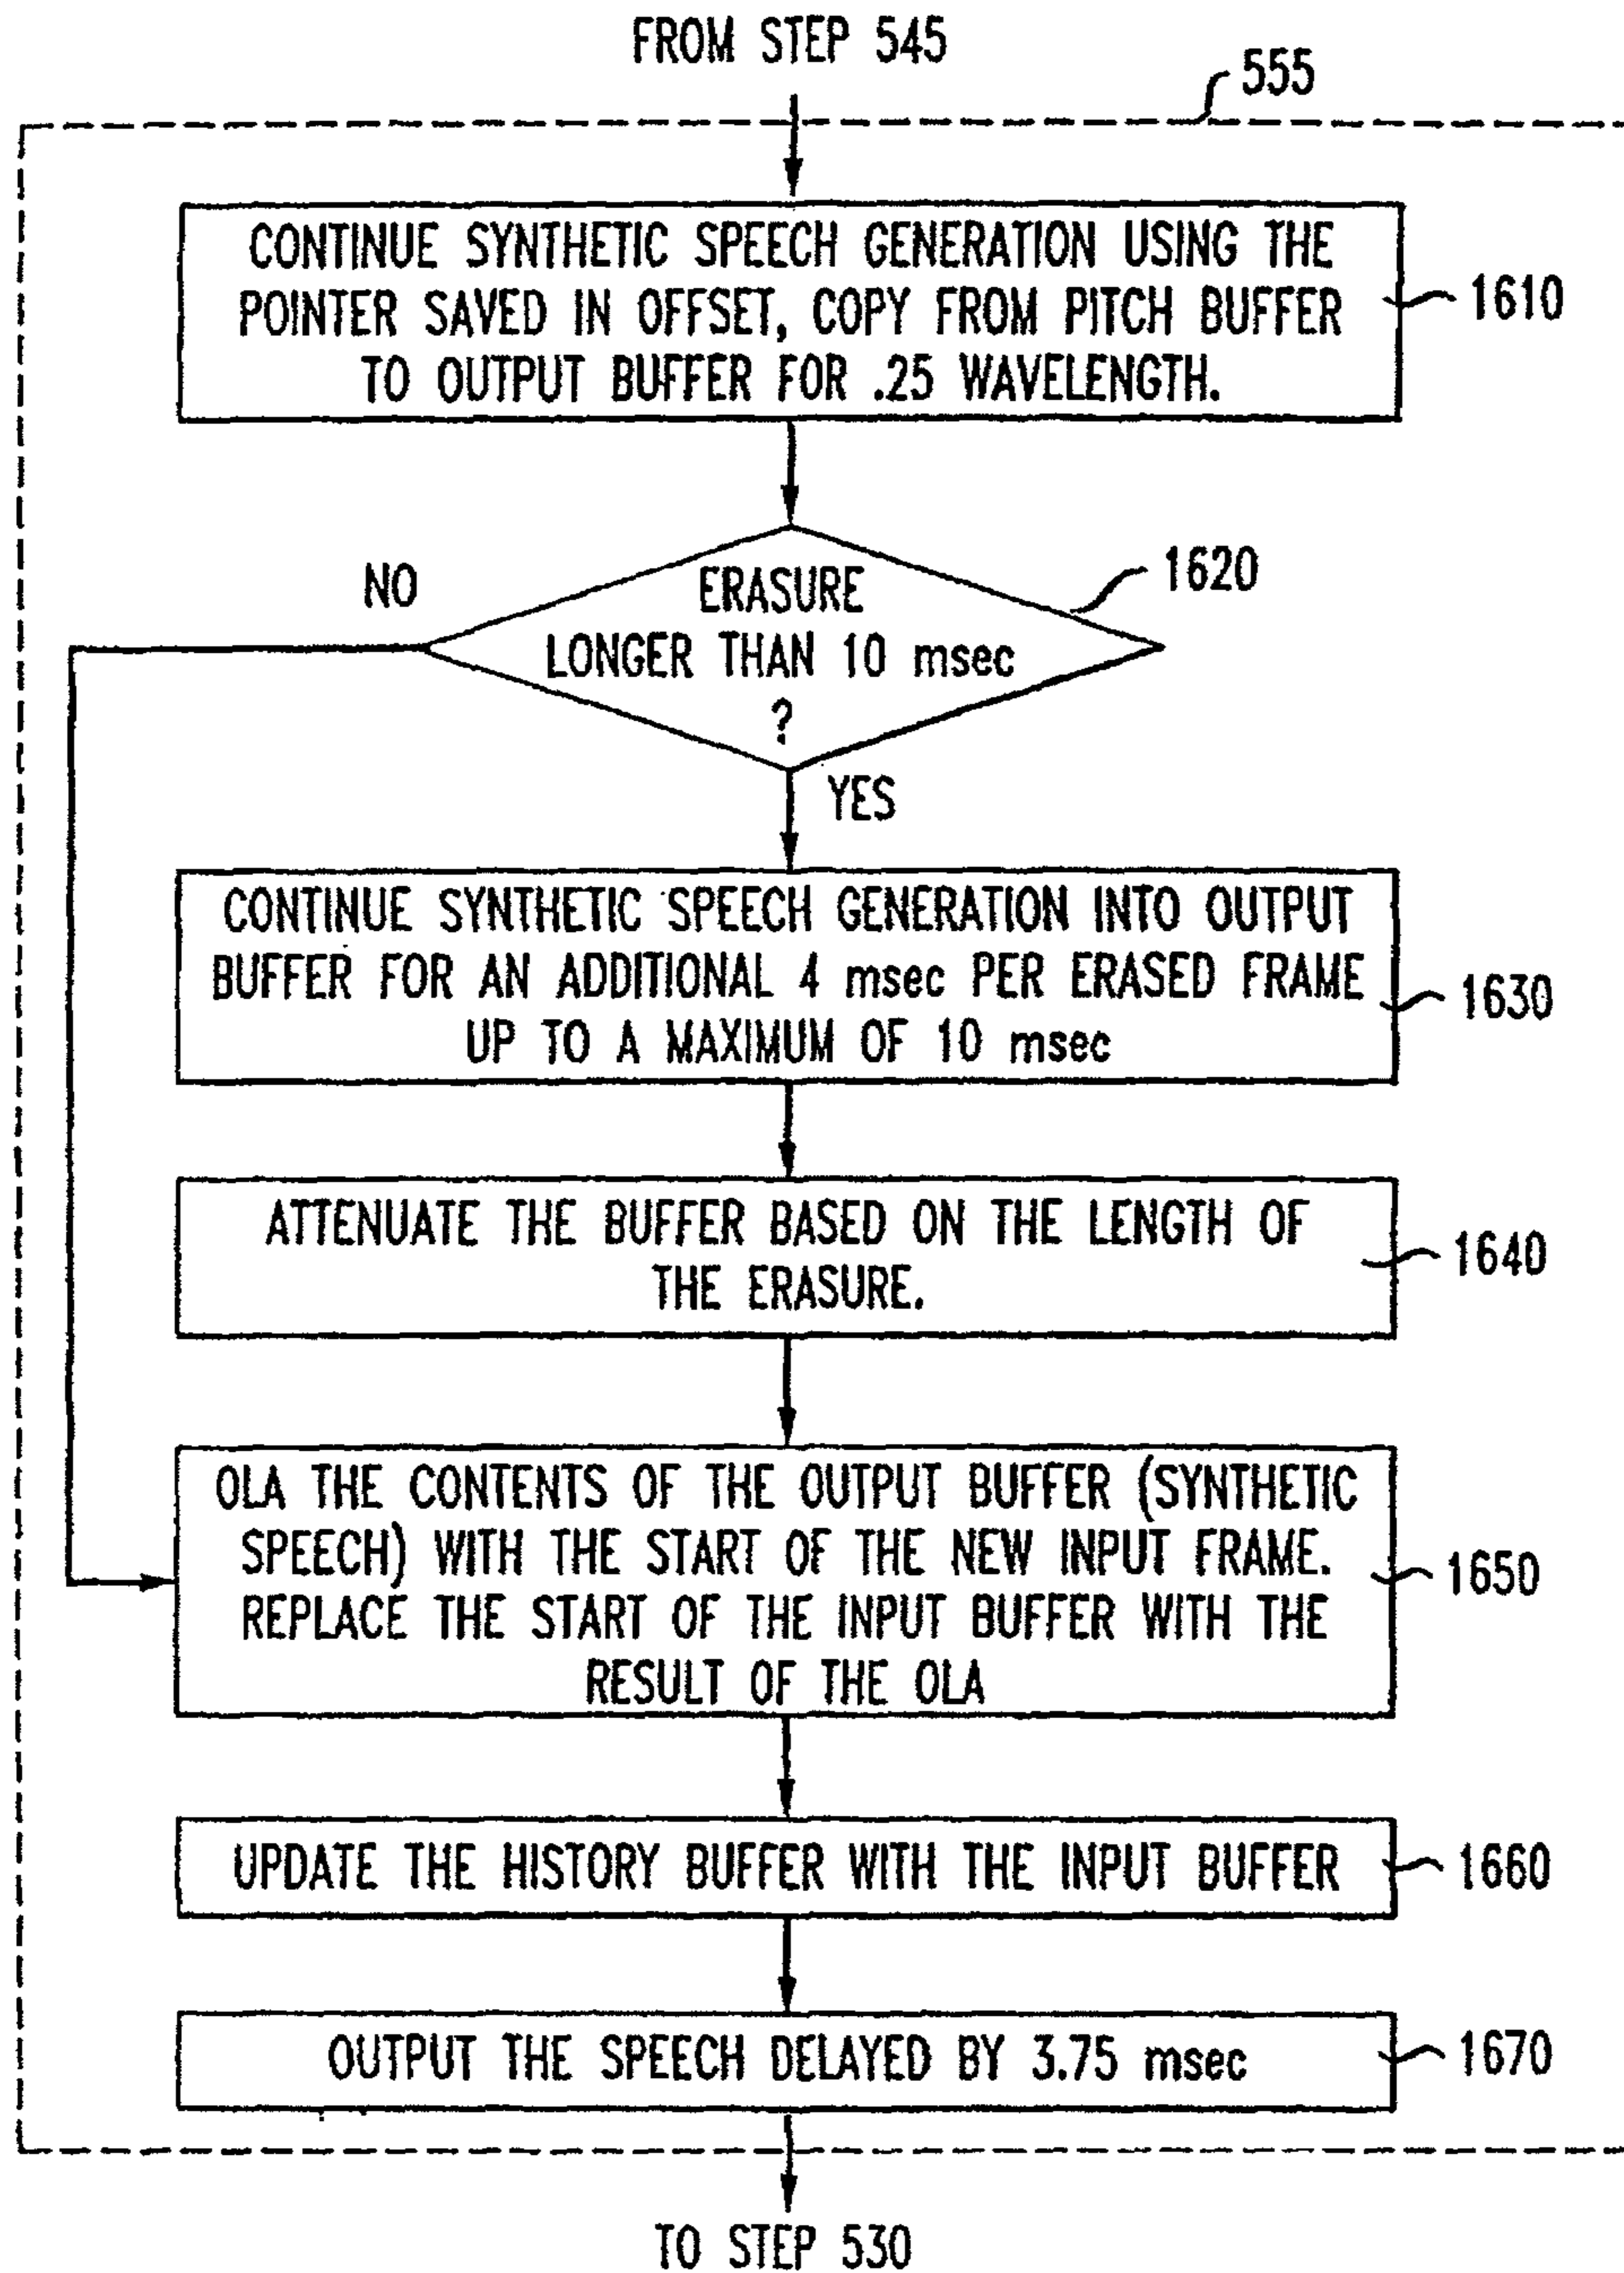 FROM STEP 545
555
CONTINUE SYNTHETIC SPEECH GENERATION USING THE
POINTER SAVED IN OFFSET, COPY FROM PITCH BUFFER
TO OUTPUT BUFFER FOR .25 WAVELENGTH.
1610
NO
ERASURE
LONGER THAN 10 msec
?
1620
YES
CONTINUE SYNTHETIC SPEECH GENERATION INTO OUTPUT
BUFFER FOR AN ADDITIONAL 4 msec PER ERASED FRAME
UP TO A MAXIMUM OF 10 msec
1630
ATTENUATE THE BUFFER BASED ON THE LENGTH OF
THE ERASURE.
1640
OLA THE CONTENTS OF THE OUTPUT BUFFER (SYNTHETIC
SPEECH) WITH THE START OF THE NEW INPUT FRAME.
REPLACE THE START OF THE INPUT BUFFER WITH THE
RESULT OF THE OLA
1650
UPDATE THE HISTORY BUFFER WITH THE INPUT BUFFER
1660
OUTPUT THE SPEECH DELAYED BY 3.75 msec
1670
TO STEP 530